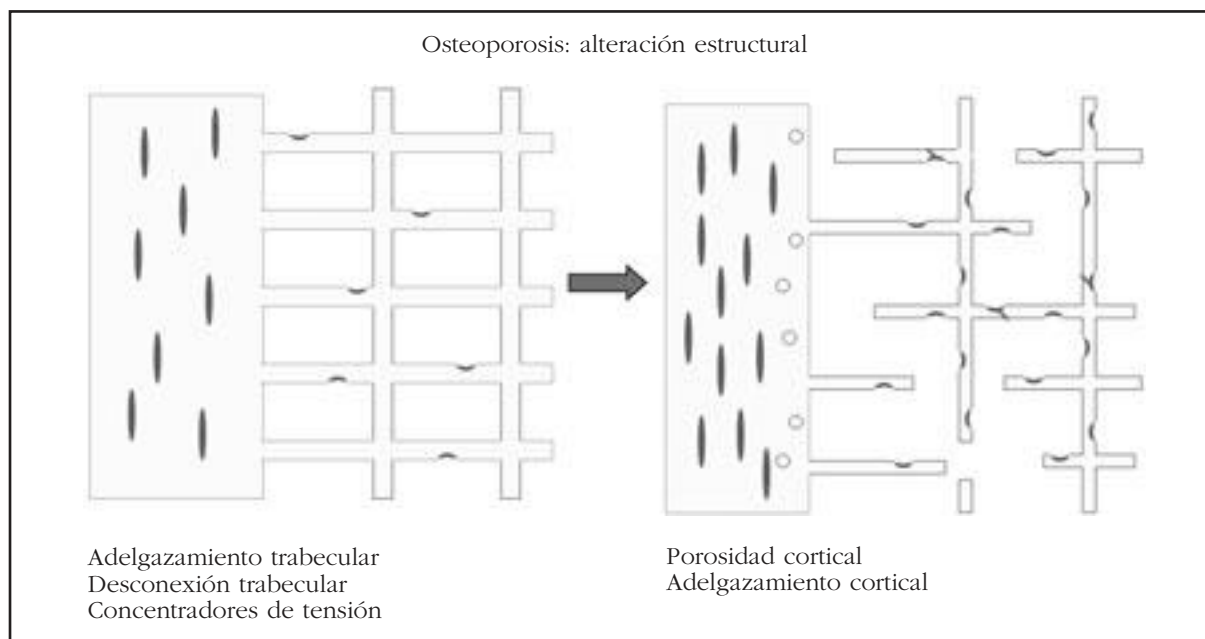 Osteoporosis: alteración estructural
Adelgazamiento trabecular
Desconexión trabecular
Concentradores de tensión
Porosidad cortical
Adelgazamiento cortical